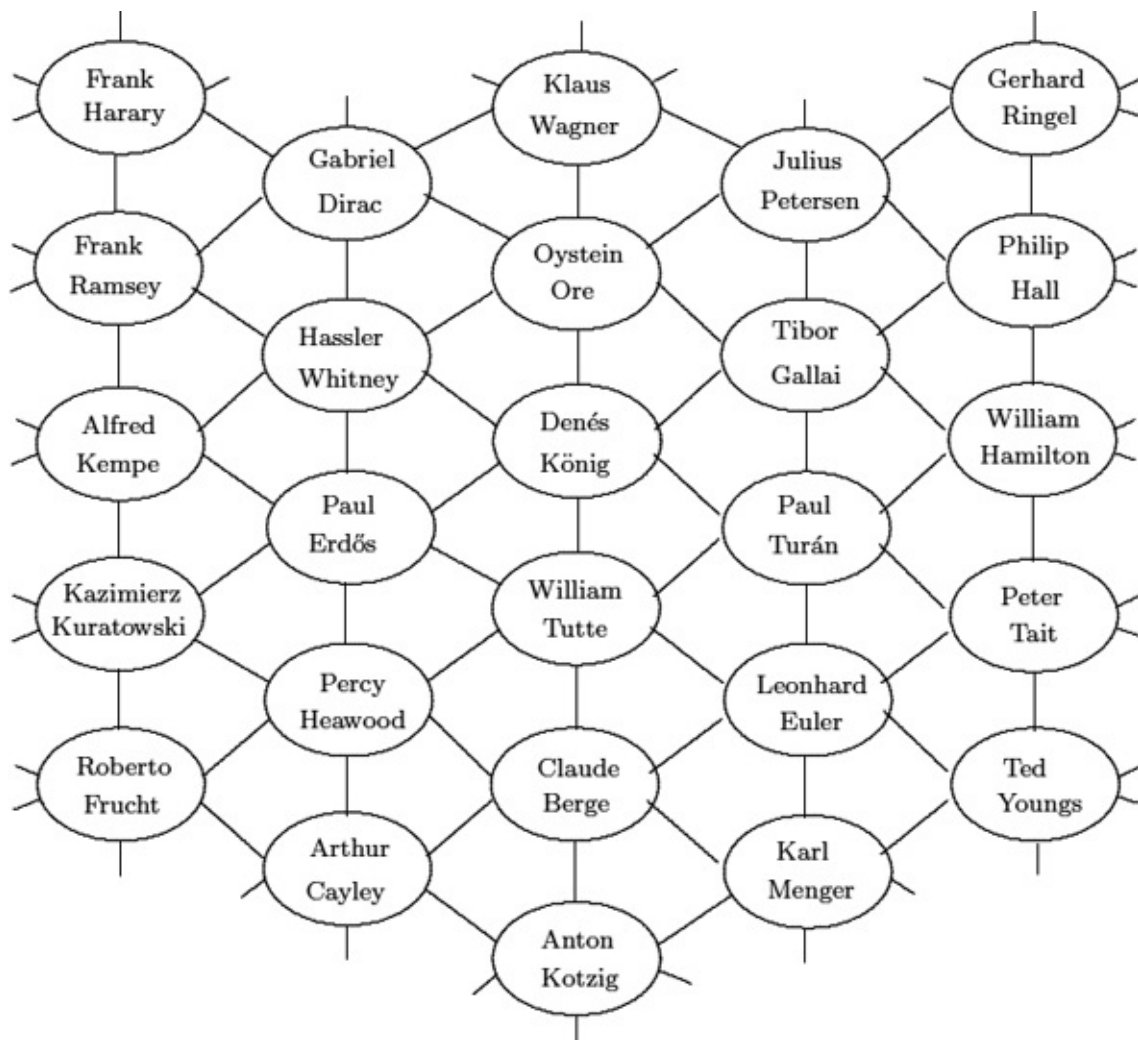 Frank
Harary
Klaus
Wagner
Gerhard
Ringel
Gabriel
Dirac
Julius
Petersen
Frank
Ramsey
Oystein
Ore
Philip
Hall
Hassler
Whitney
Tibor
Gallai
Alfred
Kempe
Denés
König
William
Hamilton
Paul
Erdős
Paul
Turán
Kazimierz
Kuratowski
William
Tutte
Peter
Tait
Percy
Heawood
Leonhard
Euler
Roberto
Frucht
Claude
Berge
Ted
Youngs
Arthur
Cayley
Karl
Menger
Anton
Kotzig